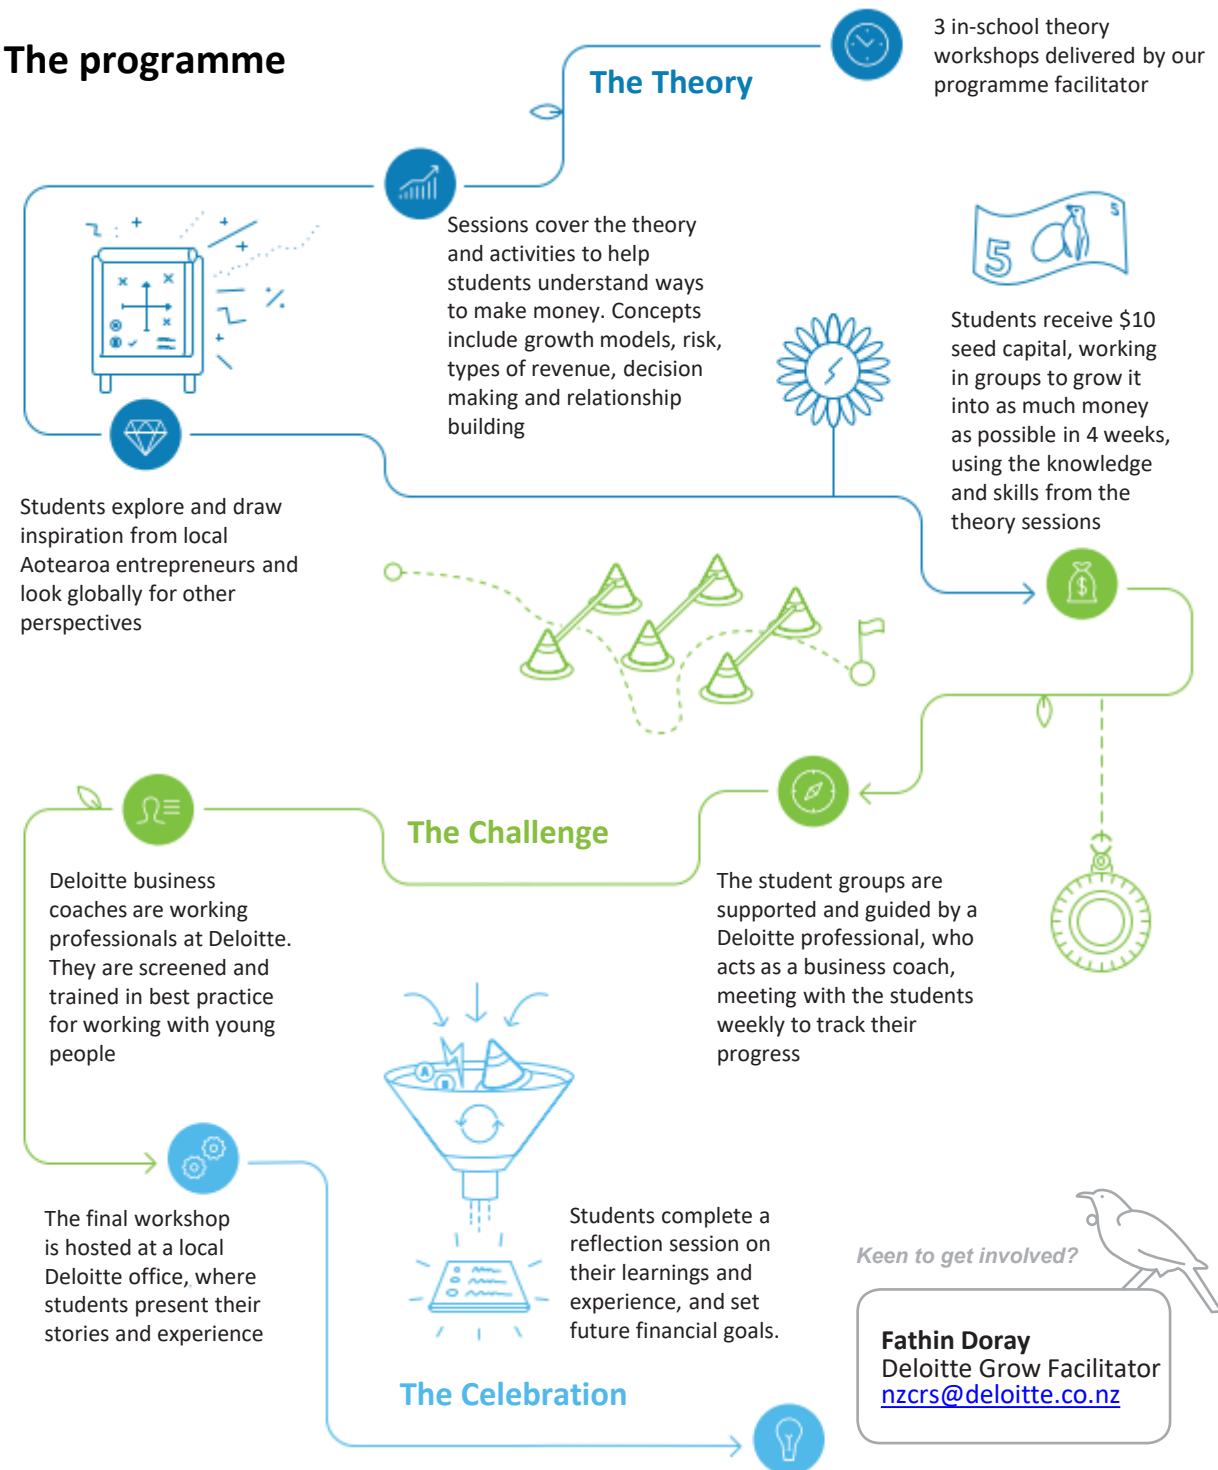 The programme
The Theory
3 in-school theory
workshops delivered by our
programme facilitator
Sessions cover the theory
and activities to help
students understand ways
to make money. Concepts
include growth models, risk,
types of revenue, decision
making and relationship
building
Students explore and draw
inspiration from local
Aotearoa entrepreneurs and
look globally for other
perspectives
5
5
Students receive $10
seed capital, working
in groups to grow it
into as much money
as possible in 4 weeks,
using the knowledge
and skills from the
theory sessions
$
The Challenge
The student groups are
supported and guided by a
Deloitte professional, who
acts as a business coach,
meeting with the students
weekly to track their
progress
Deloitte business
coaches are working
professionals at Deloitte.
They are screened and
trained in best practice
for working with young
people
A
B
The final workshop
is hosted at a local
Deloitte office, where
students present their
stories and experience
Students complete a
reflection session on
their learnings and
experience, and set
future financial goals.
The Celebration
Keen to get involved?
Fathin Doray
Deloitte Grow Facilitator
nzcrs@deloitte.co.nz